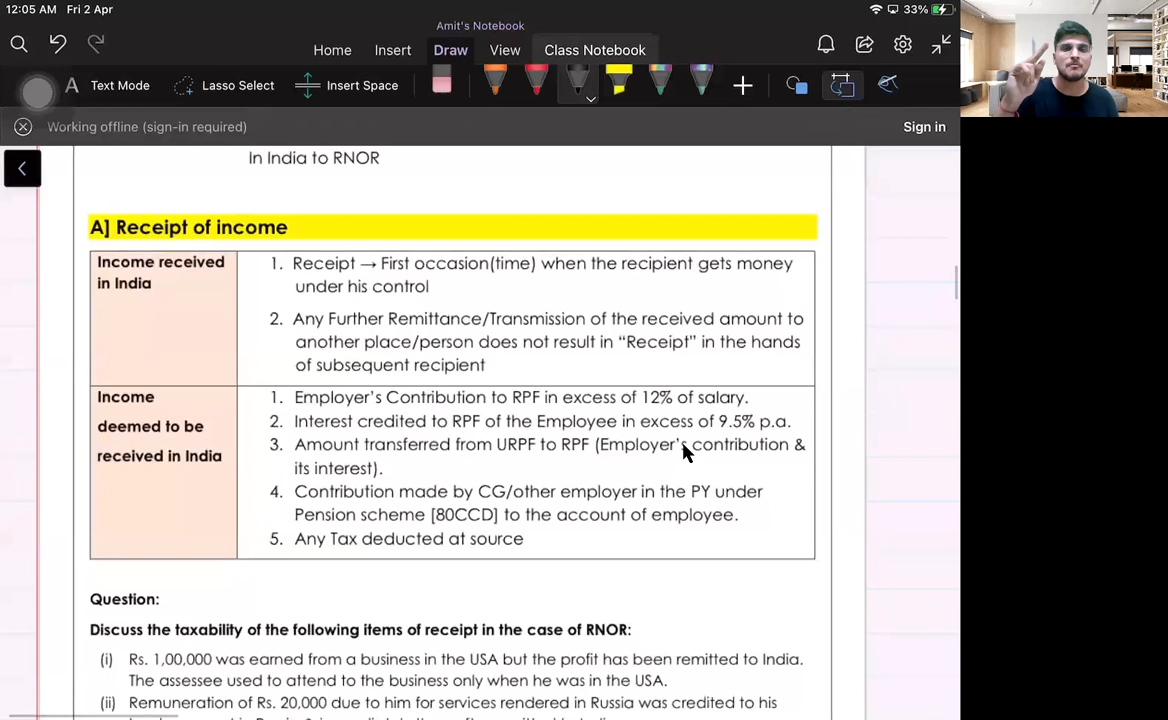 12:05 AM Fri 2 Apr
33%
Amit's Notebook
Home Insert Draw View Class Notebook
A Text Mode Lasso Select Insert Space
Working offline (sign-in required) Sign in
In India to RNOR
A] Receipt of income
Income received in India
1. Receipt → First occasion(time) when the recipient gets money
under his control
2. Any Further Remittance/Transmission of the received amount to
another place/person does not result in “Receipt” in the hands
of subsequent recipient
Income
deemed to be
received in India
1. Employer's Contribution to RPF in excess of 12% of salary.
2. Interest credited to RPF of the Employee in excess of 9.5% p.a.
3. Amount transferred from URPF to RPF (Employer's contribution &
its interest).
4. Contribution made by CG/other employer in the PY under
Pension scheme [80CCD] to the account of employee.
5. Any Tax deducted at source
Question:
Discuss the taxability of the following items of receipt in the case of RNOR:
(i) Rs. 1,00,000 was earned from a business in the USA but the profit has been remitted to India.
The assessee used to attend to the business only when he was in the USA.
(ii) Remuneration of Rs. 20,000 due to him for services rendered in Russia was credited to his